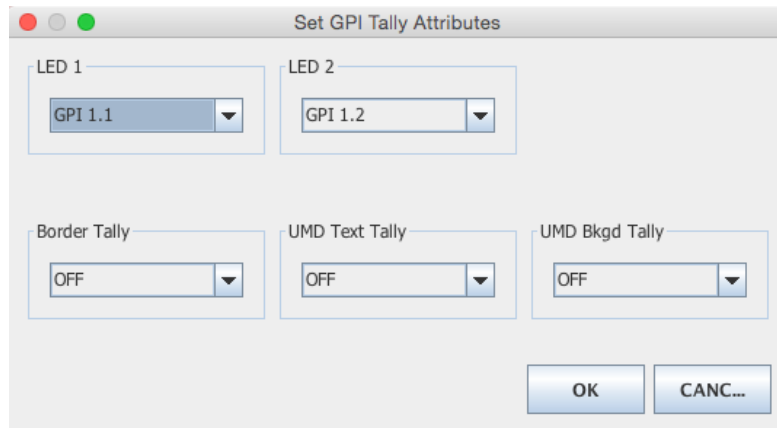 Set GPI Tally Attributes
LED 1
LED 2
GPI 1.1
GPI 1.2
Border Tally
UMD Text Tally
UMD Bkgd Tally
OFF
OFF
OFF
OK
CANC...